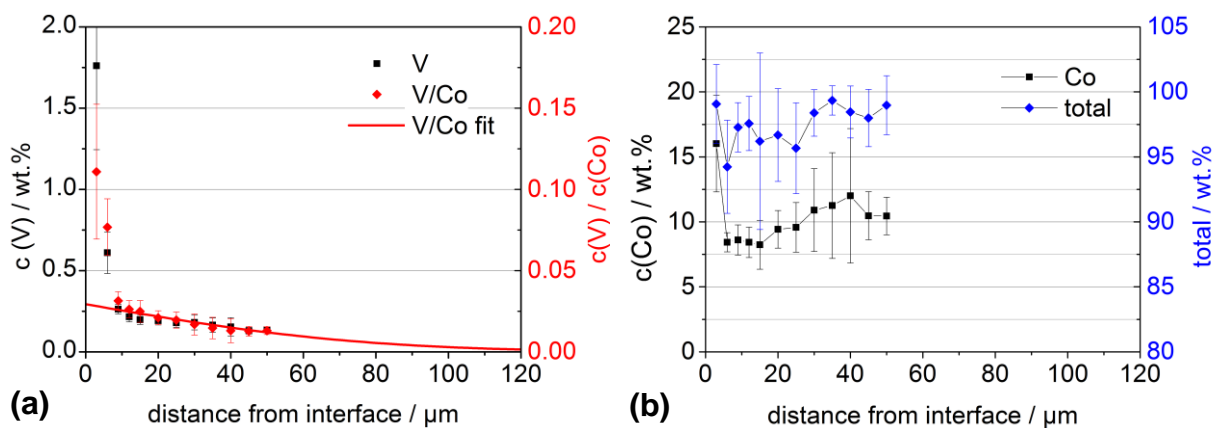 2.0
1.5
1.0
0.5
0.0
c (V) / wt.%
V
V/Co
V/Co fit
0.20
0.15
0.10
0.05
0.00
c(V) / c(Co)
0 20 40 60 80 100 120
distance from interface / µm
(a)
25
20
15
10
5
0
c(Co) / wt.%
Co
total
105
100
95
90
85
80
total / wt.%
0 20 40 60 80 100 120
distance from interface / µm
(b)